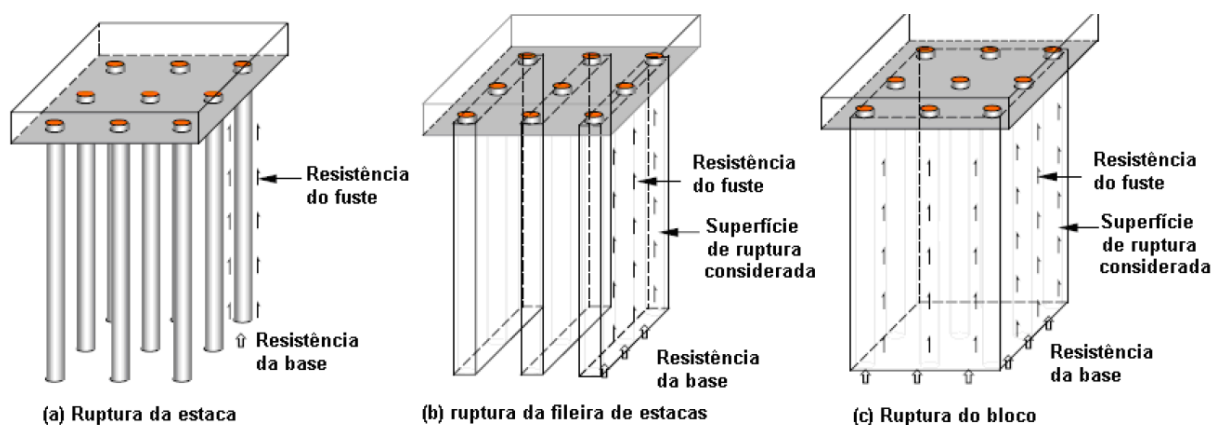 Resistência
do fuste
Resistência
da base
(a) Ruptura da estaca
Resistência
do fuste
Superfície
de ruptura
considerada
Resistência
da base
(b) ruptura da fileira de estacas
Resistência
do fuste
Superfície
de ruptura
considerada
Resistência
da base
(c) Ruptura do bloco